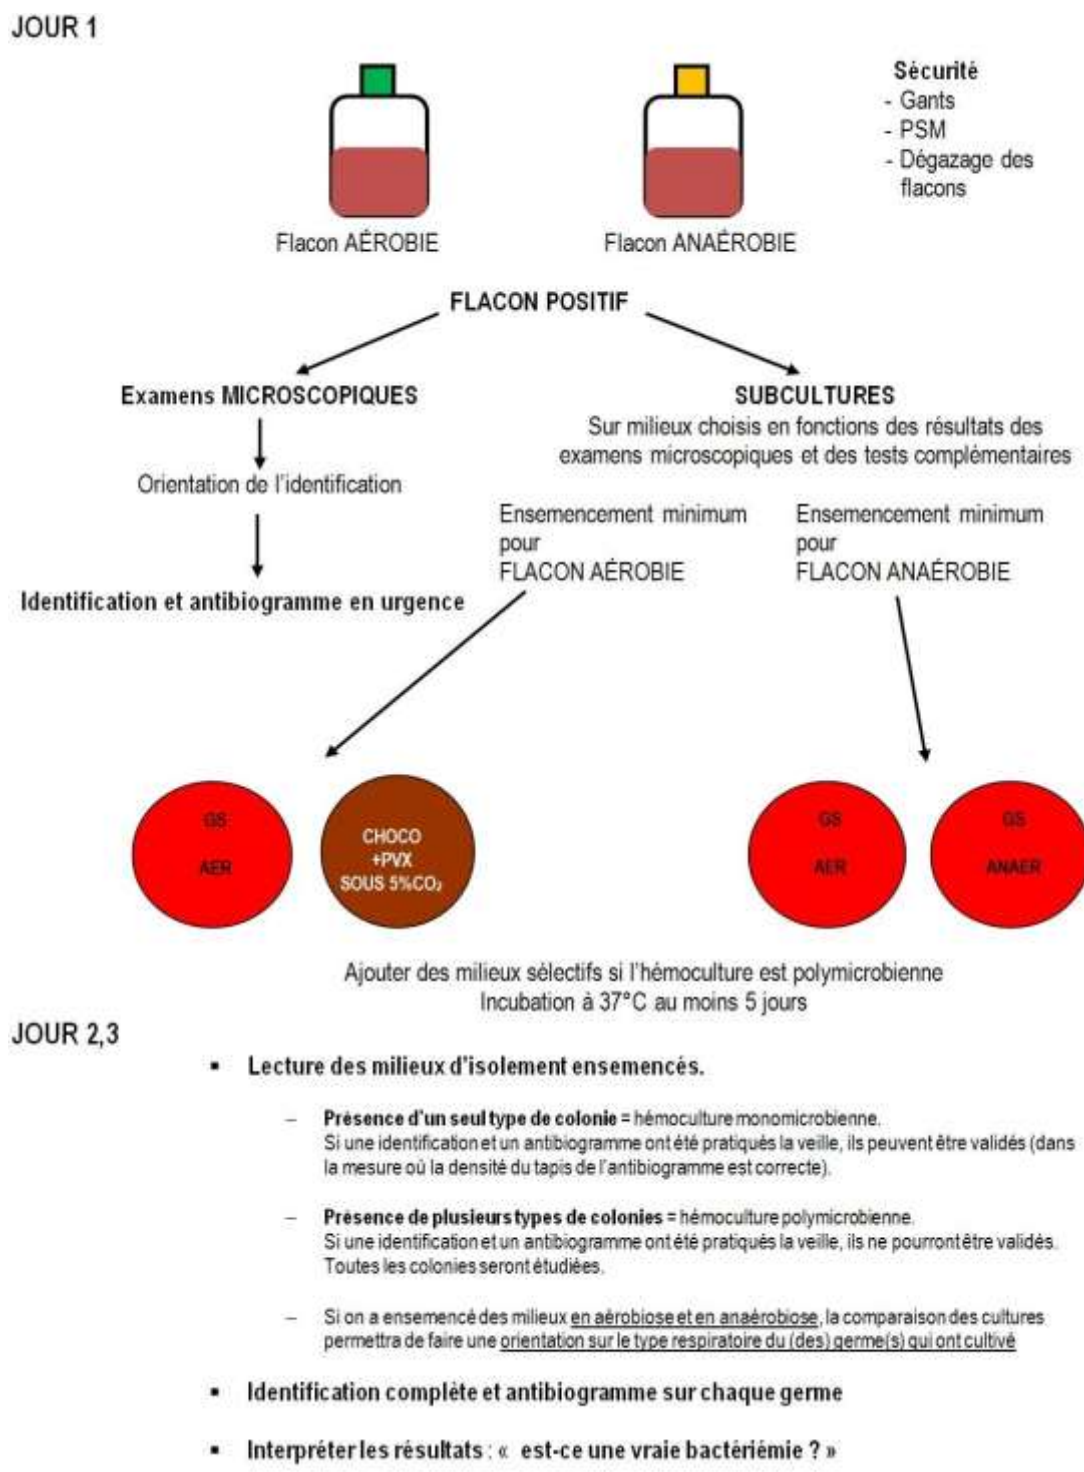 JOUR 1
Sécurité
- Gants
- PSM
- Dégazage des
flacons
Flacon AÉROBIE
Flacon ANAÉROBIE
FLACON POSITIF
Examens MICROSCOPIQUES
Orientation de l'identification
Identification et antibiogramme en urgence
SUBCULTURES
Sur milieux choisis en fonctions des résultats des
examens microscopiques et des tests complémentaires
Ensemencement minimum
pour
FLACON AÉROBIE
Ensemencement minimum
pour
FLACON ANAÉROBIE
GS
AER
CHOCO
+PVX
SOUS 5%CO₂
GS
AER
GS
ANAER
Ajouter des milieux sélectifs si l'hémoculture est polymicrobienne
Incubation à 37°C au moins 5 jours
JOUR 2,3
▪ Lecture des milieux d'isolement ensemencés.
– Présence d'un seul type de colonie = hémoculture monomicrobienne.
Si une identification et un antibiogramme ont été pratiqués la veille, ils peuvent être validés (dans
la mesure où la densité du tapis de l'antibiogramme est correcte).
– Présence de plusieurs types de colonies = hémoculture polymicrobienne.
Si une identification et un antibiogramme ont été pratiqués la veille, ils ne pourront être validés.
Toutes les colonies seront étudiées.
– Si on a ensemencé des milieux en aérobiose et en anaérobiose, la comparaison des cultures
permettra de faire une orientation sur le type respiratoire du (des) germe(s) qui ont cultivé
▪ Identification complète et antibiogramme sur chaque germe
▪ Interpréter les résultats : « est-ce une vraie bactériémie ? »